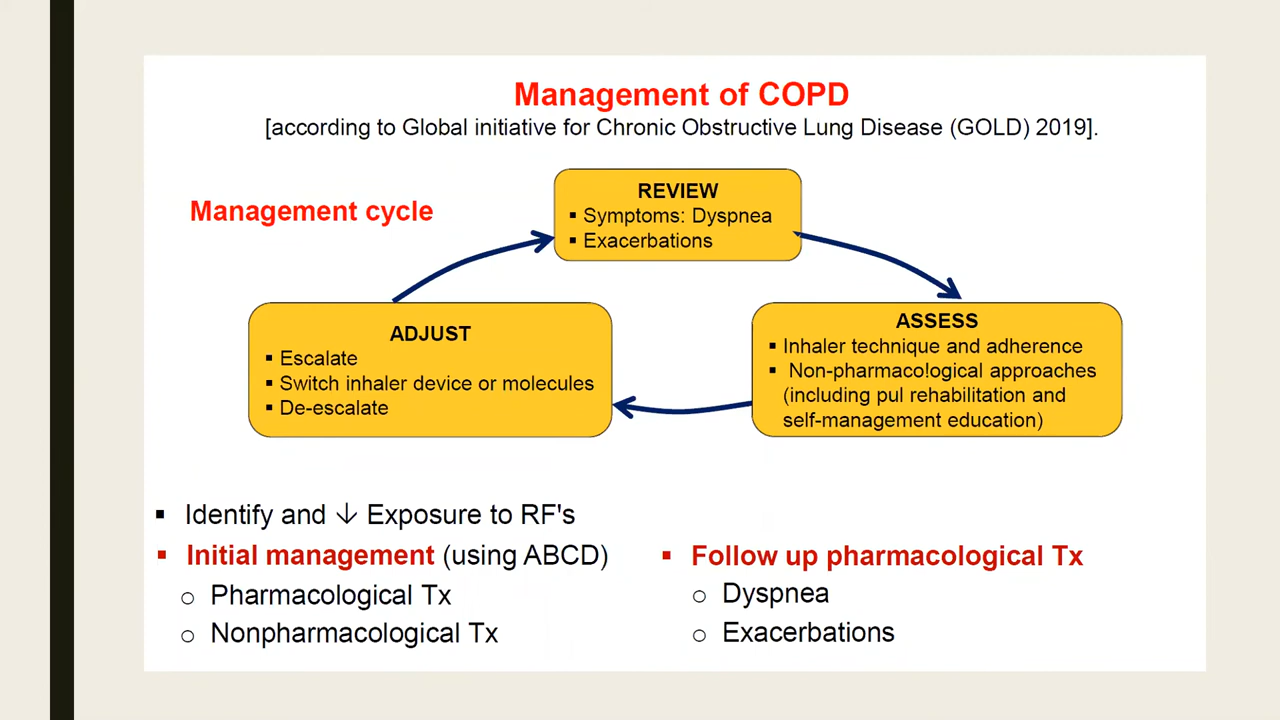 Management of COPD
[according to Global initiative for Chronic Obstructive Lung Disease (GOLD) 2019].
Management cycle
REVIEW
▪ Symptoms: Dyspnea
▪ Exacerbations
ASSESS
▪ Inhaler technique and adherence
▪ Non-pharmaco!ogical approaches
(including pul rehabilitation and
self-management education)
ADJUST
▪ Escalate
▪ Switch inhaler device or molecules
▪ De-escalate
▪ Identify and ↓ Exposure to RF's
▪ Initial management (using ABCD)
o Pharmacological Tx
o Nonpharmacological Tx
▪ Follow up pharmacological Tx
o Dyspnea
o Exacerbations